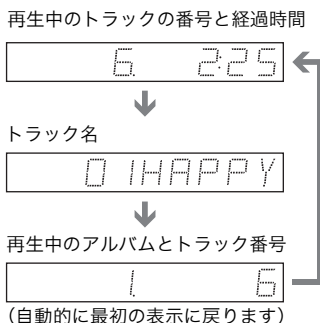 再生中のトラックの番号と経過時間
6. 2:25
トラック名
01HAPPY
再生中のアルバムとトラック番号
1. 6
（自動的に最初の表示に戻ります）